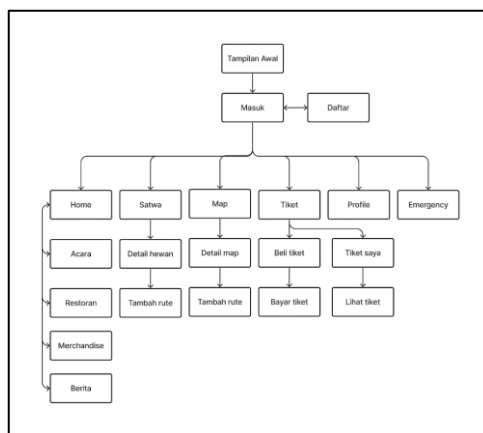 Tampilan Awal
Masuk
Daftar
Home
Satwa
Map
Tiket
Profile
Emergency
Acara
Detail hewan
Detail map
Beli tiket
Tiket saya
Restoran
Tambah rute
Tambah rute
Bayar tiket
Lihat tiket
Merchandise
Berita